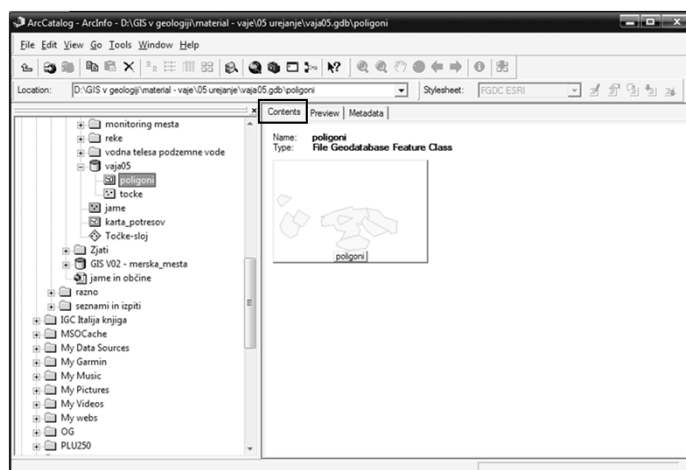 ArcCatalog - ArcInfo - D:\GIS v geologiji\material - vaje\05 urejanje\vaja05.gdb\poligoni
File Edit View Go Tools Window Help
Location: D:\GIS v geologiji\material - vaje\05 urejanje\vaja05.gdb\poligoni Stylesheet: FGDC ESRI
Contents Preview Metadata
monitoring mesta
reke
vodna telesa podzemne vode
vaja05
poligoni
tocke
jame
karta_potresov
Točke-sloj
Zjati
GIS V02 - merska_mesta
jame in občine
razno
seznami in izpiti
IGC Italija knjiga
MSOCache
My Data Sources
My Garmin
My Music
My Pictures
My Videos
My webs
OG
PLU250
Name: poligoni
Type: File Geodatabase Feature Class
poligoni